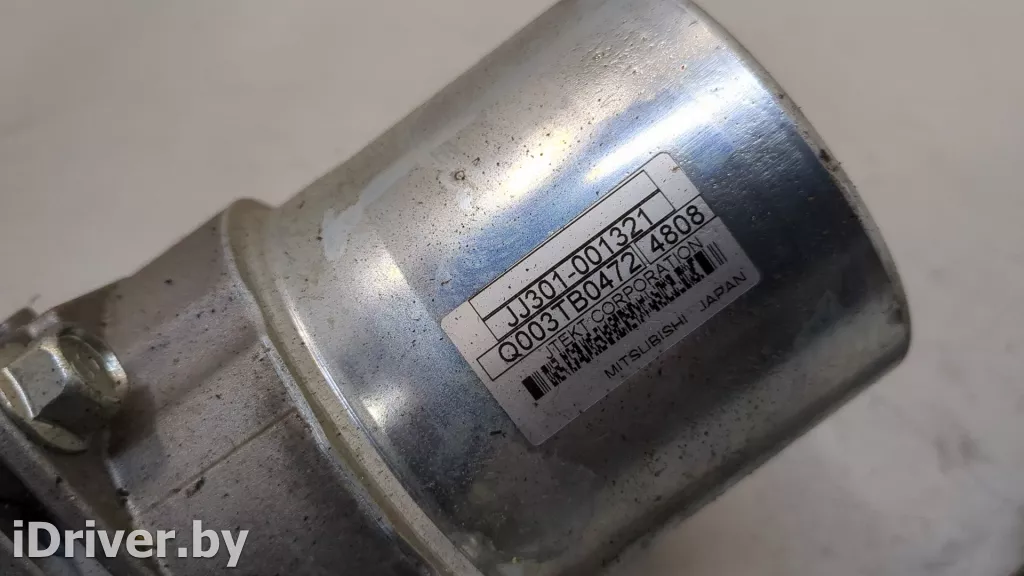 JJ301-001321
Q003TB0472 4808
JTEKT CORPORATION
MITSUBISHI JAPAN
iDriver.by